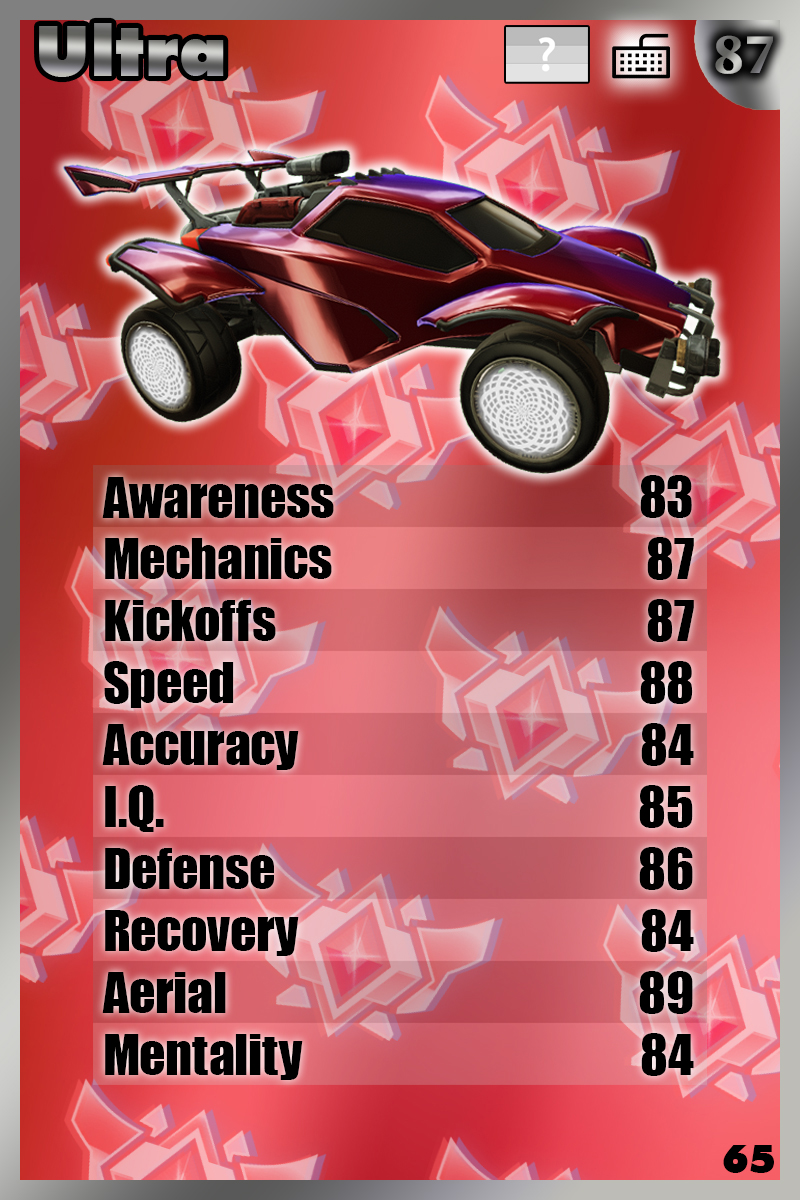 Ultra ? 87
Awareness 83
Mechanics 87
Kickoffs 87
Speed 88
Accuracy 84
I.Q. 85
Defense 86
Recovery 84
Aerial 89
Mentality 84
65